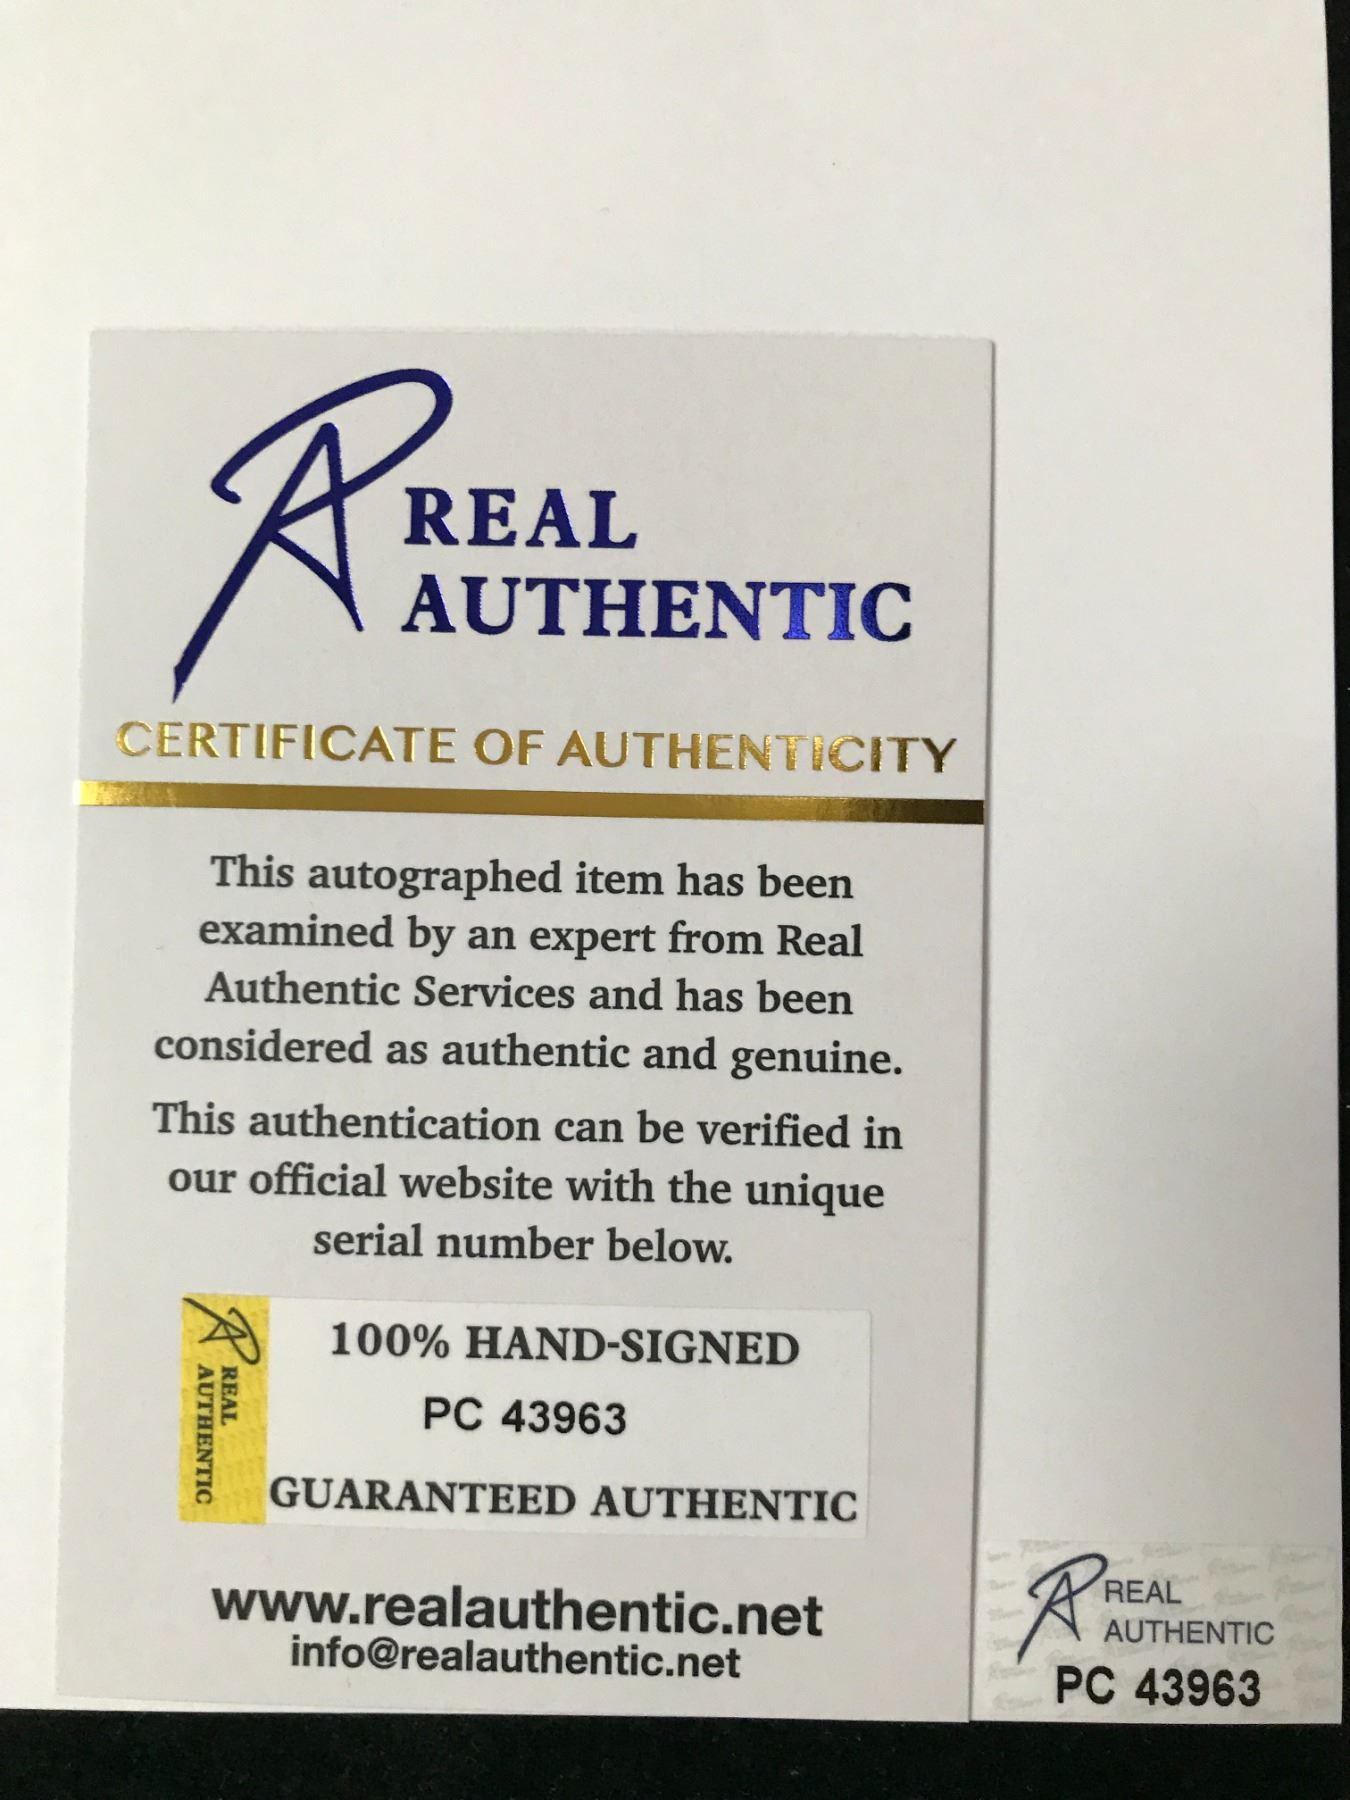 REAL
AUTHENTIC
CERTIFICATE OF AUTHENTICITY
This autographed item has been
examined by an expert from Real
Authentic Services and has been
considered as authentic and genuine.
This authentication can be verified in
our official website with the unique
serial number below.
REAL
AUTHENTIC
100% HAND-SIGNED
PC 43963
GUARANTEED AUTHENTIC
www.realauthentic.net
info@realauthentic.net
REAL
AUTHENTIC
PC 43963